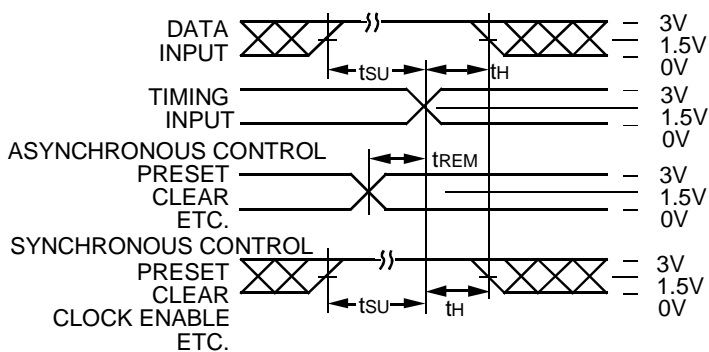 DATA
INPUT
tSU
tH
3V
1.5V
0V
TIMING
INPUT
3V
1.5V
0V
ASYNCHRONOUS CONTROL
PRESET
CLEAR
ETC.
tREM
3V
1.5V
0V
SYNCHRONOUS CONTROL
PRESET
CLEAR
CLOCK ENABLE
ETC.
tSU
tH
3V
1.5V
0V